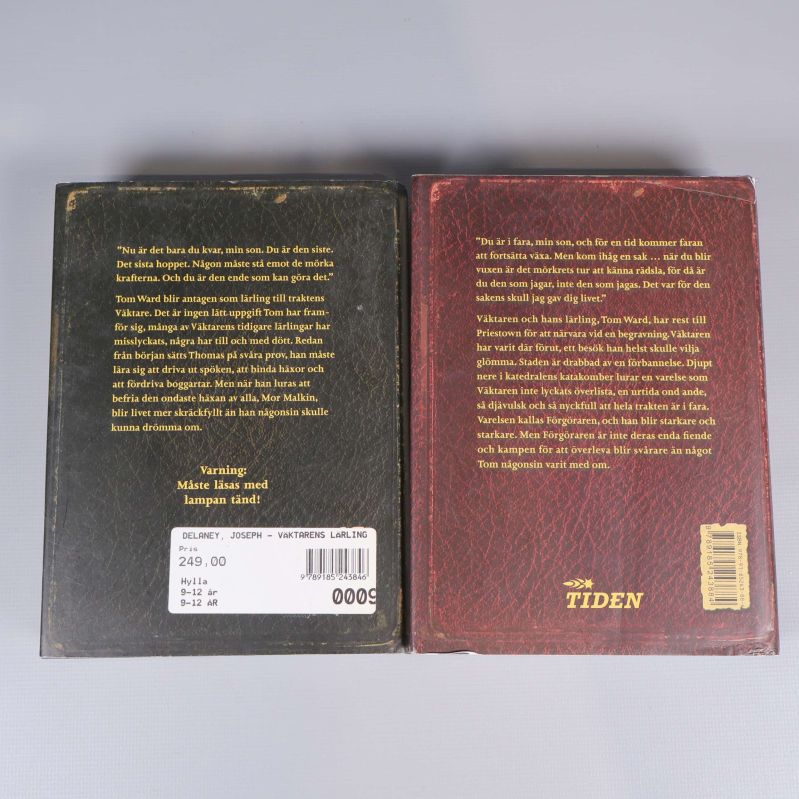 "Nu är det bara du kvar, min son. Du är den siste.
Det sista hoppet. Någon måste stå emot de mörka
krafterna. Och du är den ende som kan göra det."
Tom Ward blir antagen som lärling till traktens
Väktare. Det är ingen lätt uppgift Tom har fram-
för sig, många av Väktarens tidigare lärlingar har
misslyckats, några har till och med dött. Redan
från början sätts Thomas på svåra prov, han måste
lära sig att driva ut spöken, att binda häxor och
att fördriva boggartar. Men när han luras att
befria den ondaste häxan av alla, Mor Malkin,
blir livet mer skräckfyllt än han någonsin skulle
kunna drömma om.
Varning:
Måste läsas med
lampan tänd!
DELANEY, JOSEPH - VÄKTARENS LÄRLING
Pris
249,00
9 789185 243846
Hylla
9-12 år
9-12 ÅR
0009
"Du är i fara, min son, och för en tid kommer faran
att fortsätta växa. Men kom ihåg en sak ... när du blir
vuxen är det mörkrets tur att känna rädsla, för då är
du den som jagar, inte den som jagas. Det var för den
sakens skull jag gav dig livet."
Väktaren och hans lärling, Tom Ward, har rest till
Priestown för att närvara vid en begravning. Väktaren
har varit där förut, ett besök han helst skulle vilja
glömma. Staden är drabbad av en förbannelse. Djupt
nere i katedralens katakomber lurar en varelse som
Väktaren inte lyckats överlista, en urtida ond ande,
så djävulsk och så nyckfull att hela trakten är i fara.
Varelsen kallas Förgöraren, och han blir starkare och
starkare. Men Förgöraren är inte deras enda fiende
och kampen för att överleva blir svårare än något
Tom någonsin varit med om.
TIDEN
9 789185 243884